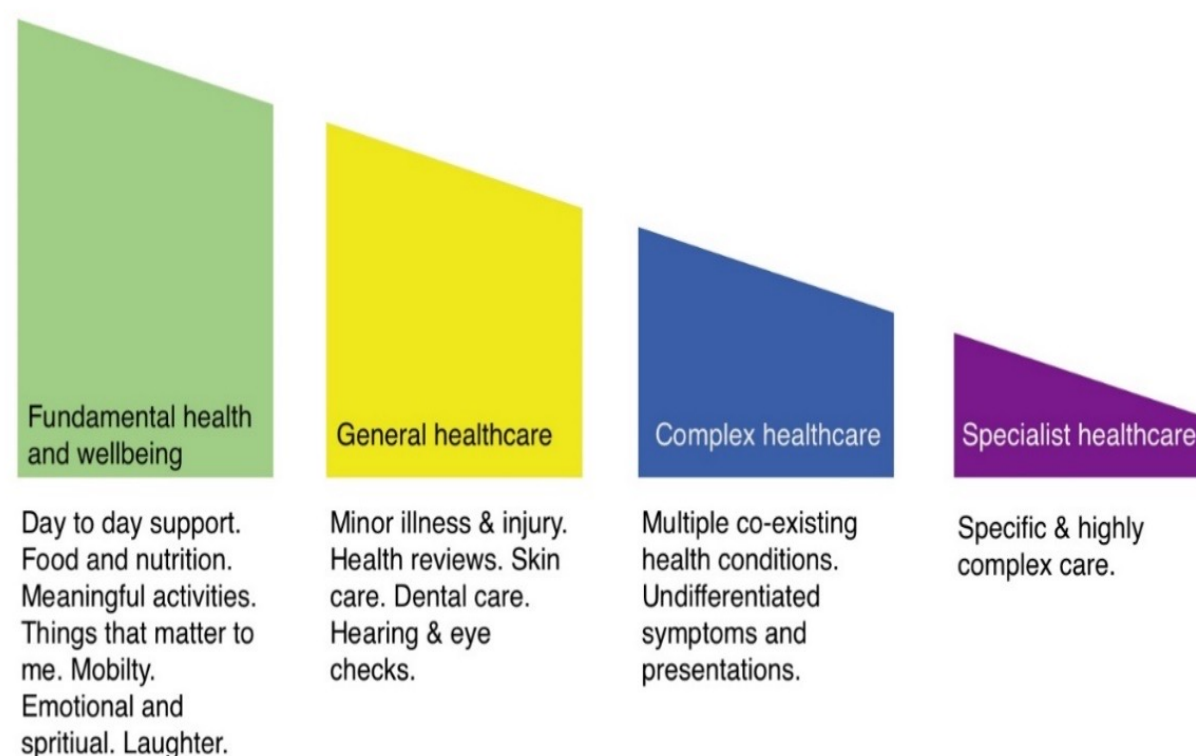 Fundamental health
and wellbeing
General healthcare
Complex healthcare
Specialist healthcare
Day to day support.
Food and nutrition.
Meaningful activities.
Things that matter to
me. Mobilty.
Emotional and
spritiual. Laughter.
Minor illness & injury.
Health reviews. Skin
care. Dental care.
Hearing & eye
checks.
Multiple co-existing
health conditions.
Undifferentiated
symptoms and
presentations.
Specific & highly
complex care.